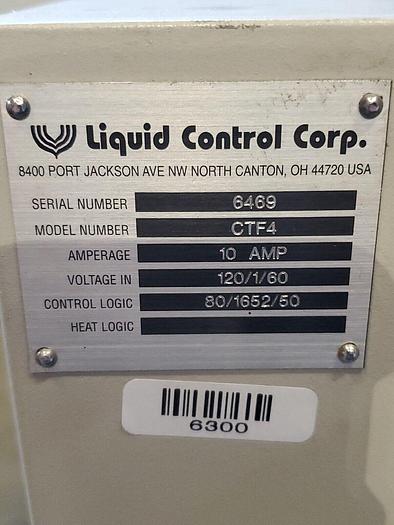 Liquid Control Corp.
8400 PORT JACKSON AVE NW NORTH CANTON, OH 44720 USA
SERIAL NUMBER 6469
MODEL NUMBER CTF4
AMPERAGE 10 AMP
VOLTAGE IN 120/1/60
CONTROL LOGIC 80/1652/50
HEAT LOGIC
6300